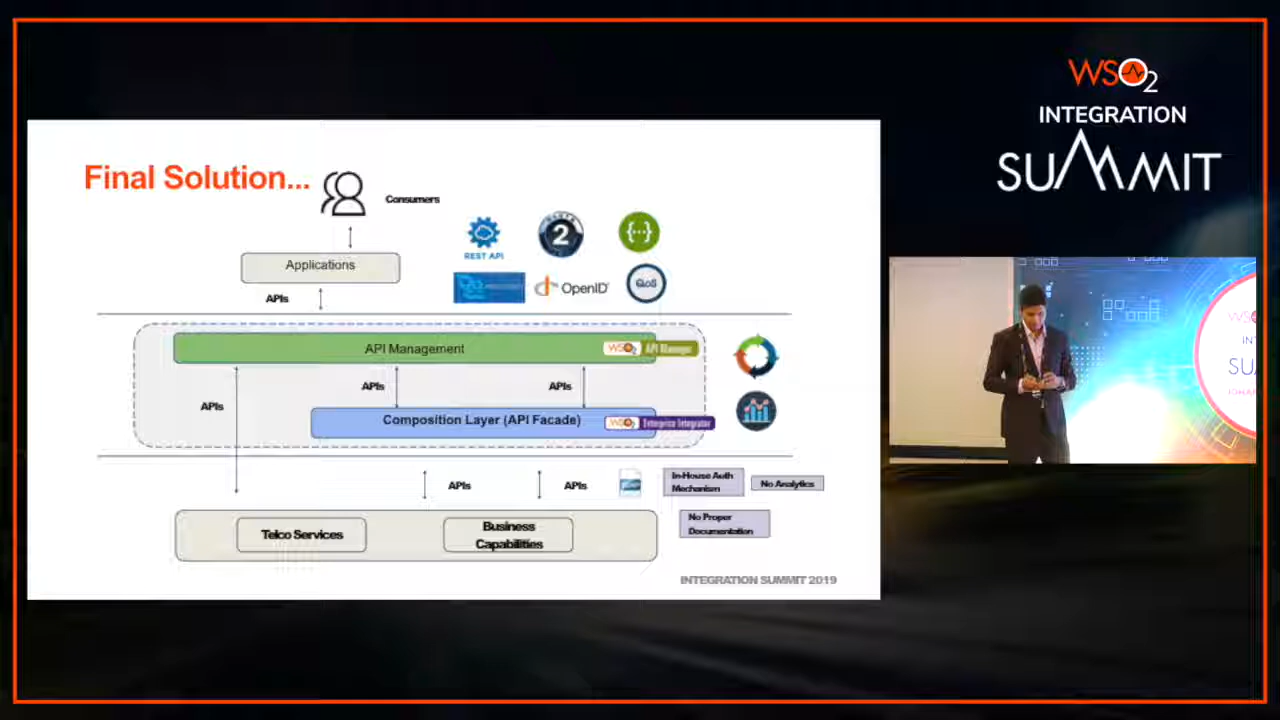 WSO2
INTEGRATION
SUMMIT
Final Solution...
Consumers
REST API
2
{···}
OpenID
QoS
Applications
APIs
API Management
WSO2 API Manager
APIs
APIs
APIs
Composition Layer (API Facade)
WSO2 Enterprise Integrator
APIs
APIs
In-House Auth
Mechanism
No Analytics
No Proper
Documentation
Telco Services
Business
Capabilities
INTEGRATION SUMMIT 2019